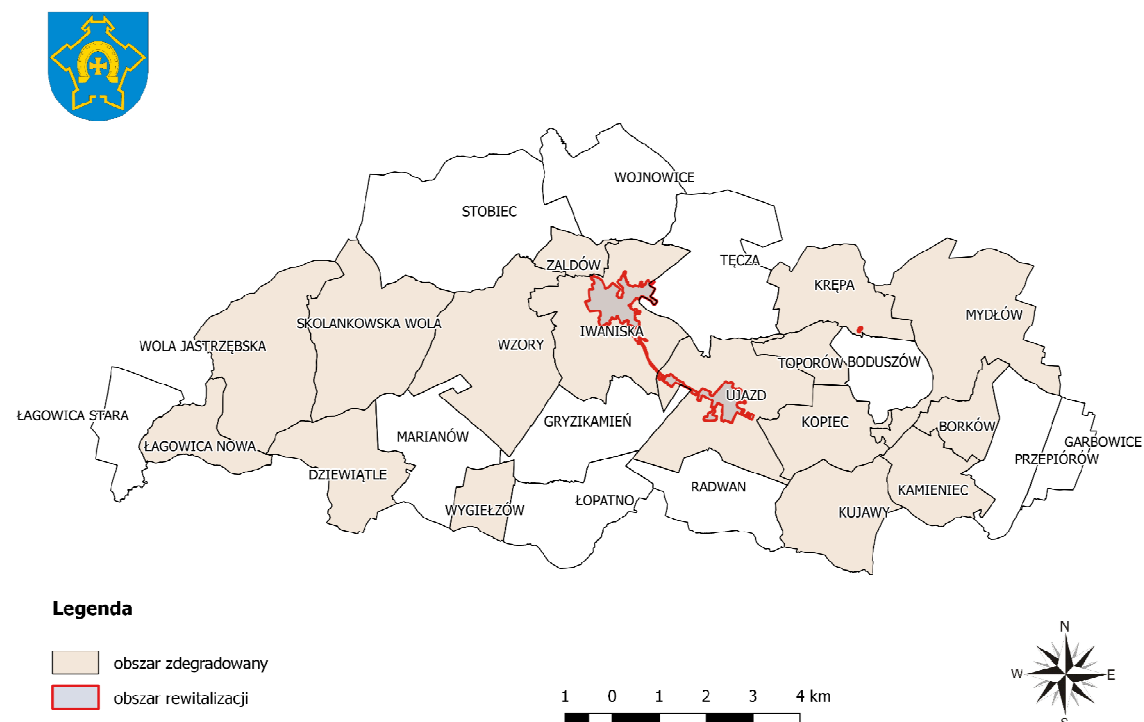 WOJNOWICE
STOBIEC
TĘCZA
ZALDÓW
KRĘPA
MYDŁÓW
SKOLANKOWSKA WOLA
IWANISKA
WOLA JASTRZĘBSKA
WZORY
TOPORÓW
BODUSZÓW
UJAZD
ŁAGOWICA STARA
GRYZIKAMIEŃ
KOPIEC
BORKÓW
MARIANÓW
GARBOWICE
ŁAGOWICA NOWA
PRZEPIÓRÓW
DZIEWIĄTLE
RADWAN
KAMIENIEC
ŁOPATNO
WYGIEŁZÓW
KUJAWY
Legenda
obszar zdegradowany
obszar rewitalizacji
1 0 1 2 3 4 km
N
W E
S